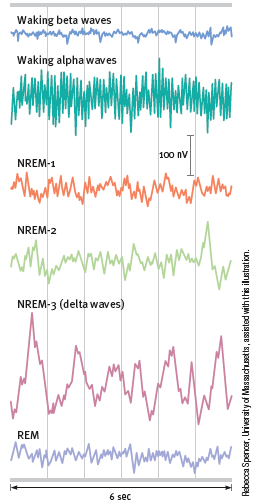 Waking beta waves
Waking alpha waves
100 nV
NREM-1
NREM-2
NREM-3 (delta waves)
REM
6 sec
Rebecca Spencer, University of Massachusetts, assisted with this illustration.